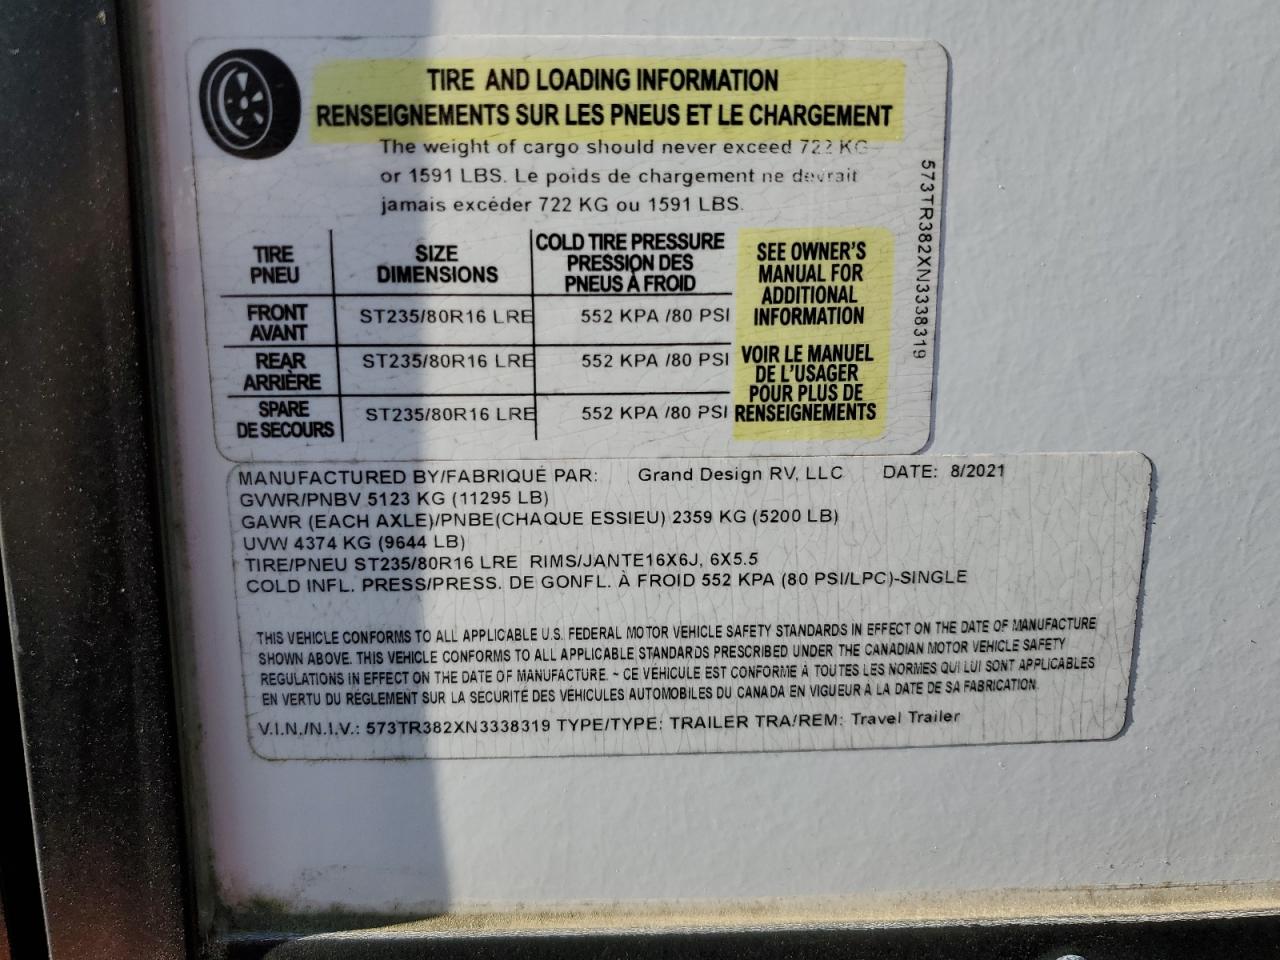 TIRE AND LOADING INFORMATION
RENSEIGNEMENTS SUR LES PNEUS ET LE CHARGEMENT
The weight of cargo should never exceed 722 KG
or 1591 LBS. Le poids de chargement ne devrait
jamais excéder 722 KG ou 1591 LBS.
TIRE
PNEU
SIZE
DIMENSIONS
COLD TIRE PRESSURE
PRESSION DES
PNEUS À FROID
FRONT
AVANT
ST235/80R16 LRE
552 KPA /80 PSI
REAR
ARRIÈRE
ST235/80R16 LRE
552 KPA /80 PSI
SPARE
DE SECOURS
ST235/80R16 LRE
552 KPA /80 PSI
SEE OWNER'S
MANUAL FOR
ADDITIONAL
INFORMATION
VOIR LE MANUEL
DE L'USAGER
POUR PLUS DE
RENSEIGNEMENTS
573TR382XN3338319
MANUFACTURED BY/FABRIQUÉ PAR: Grand Design RV, LLC DATE: 8/2021
GVWR/PNBV 5123 KG (11295 LB)
GAWR (EACH AXLE)/PNBE(CHAQUE ESSIEU) 2359 KG (5200 LB)
UVW 4374 KG (9644 LB)
TIRE/PNEU ST235/80R16 LRE RIMS/JANTE16X6J, 6X5.5
COLD INFL. PRESS/PRESS. DE GONFL. À FROID 552 KPA (80 PSI/LPC)-SINGLE
THIS VEHICLE CONFORMS TO ALL APPLICABLE U.S. FEDERAL MOTOR VEHICLE SAFETY STANDARDS IN EFFECT ON THE DATE OF MANUFACTURE
SHOWN ABOVE. THIS VEHICLE CONFORMS TO ALL APPLICABLE STANDARDS PRESCRIBED UNDER THE CANADIAN MOTOR VEHICLE SAFETY
REGULATIONS IN EFFECT ON THE DATE OF MANUFACTURE. ~ CE VÉHICULE EST CONFORME À TOUTES LES NORMES QUI LUI SONT APPLICABLES
EN VERTU DU RÈGLEMENT SUR LA SÉCURITÉ DES VÉHICULES AUTOMOBILES DU CANADA EN VIGUEUR À LA DATE DE SA FABRICATION.
V.I.N./N.I.V.: 573TR382XN3338319 TYPE/TYPE: TRAILER TRA/REM: Travel Trailer